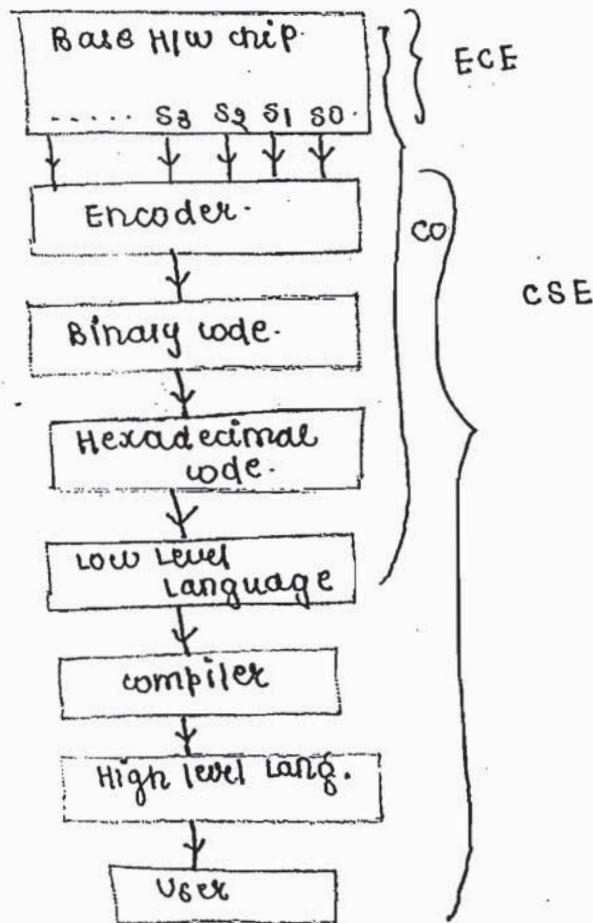 Base H/W chip.
ECE
..... S3 S2 S1 S0.
Encoder.
CO
CSE
Binary code.
Hexadecimal
code.
Low Level
Language
compiler
High level Lang.
User